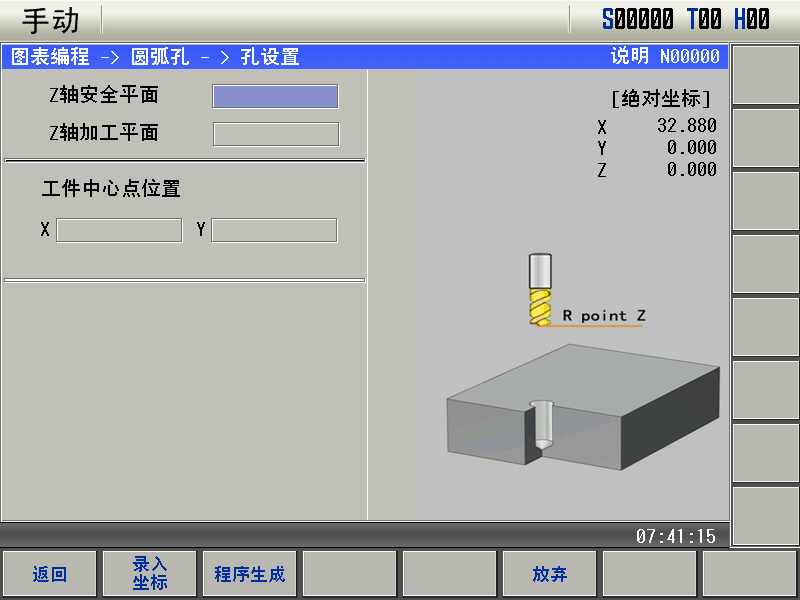 手动 S00000 T00 H00
图表编程 -> 圆弧孔 - > 孔设置 说明 N00000
Z轴安全平面
Z轴加工平面
工件中心点位置
X Y
[绝对坐标]
X 32.880
Y 0.000
Z 0.000
R point Z
07:41:15
返回
录入
坐标
程序生成
放弃